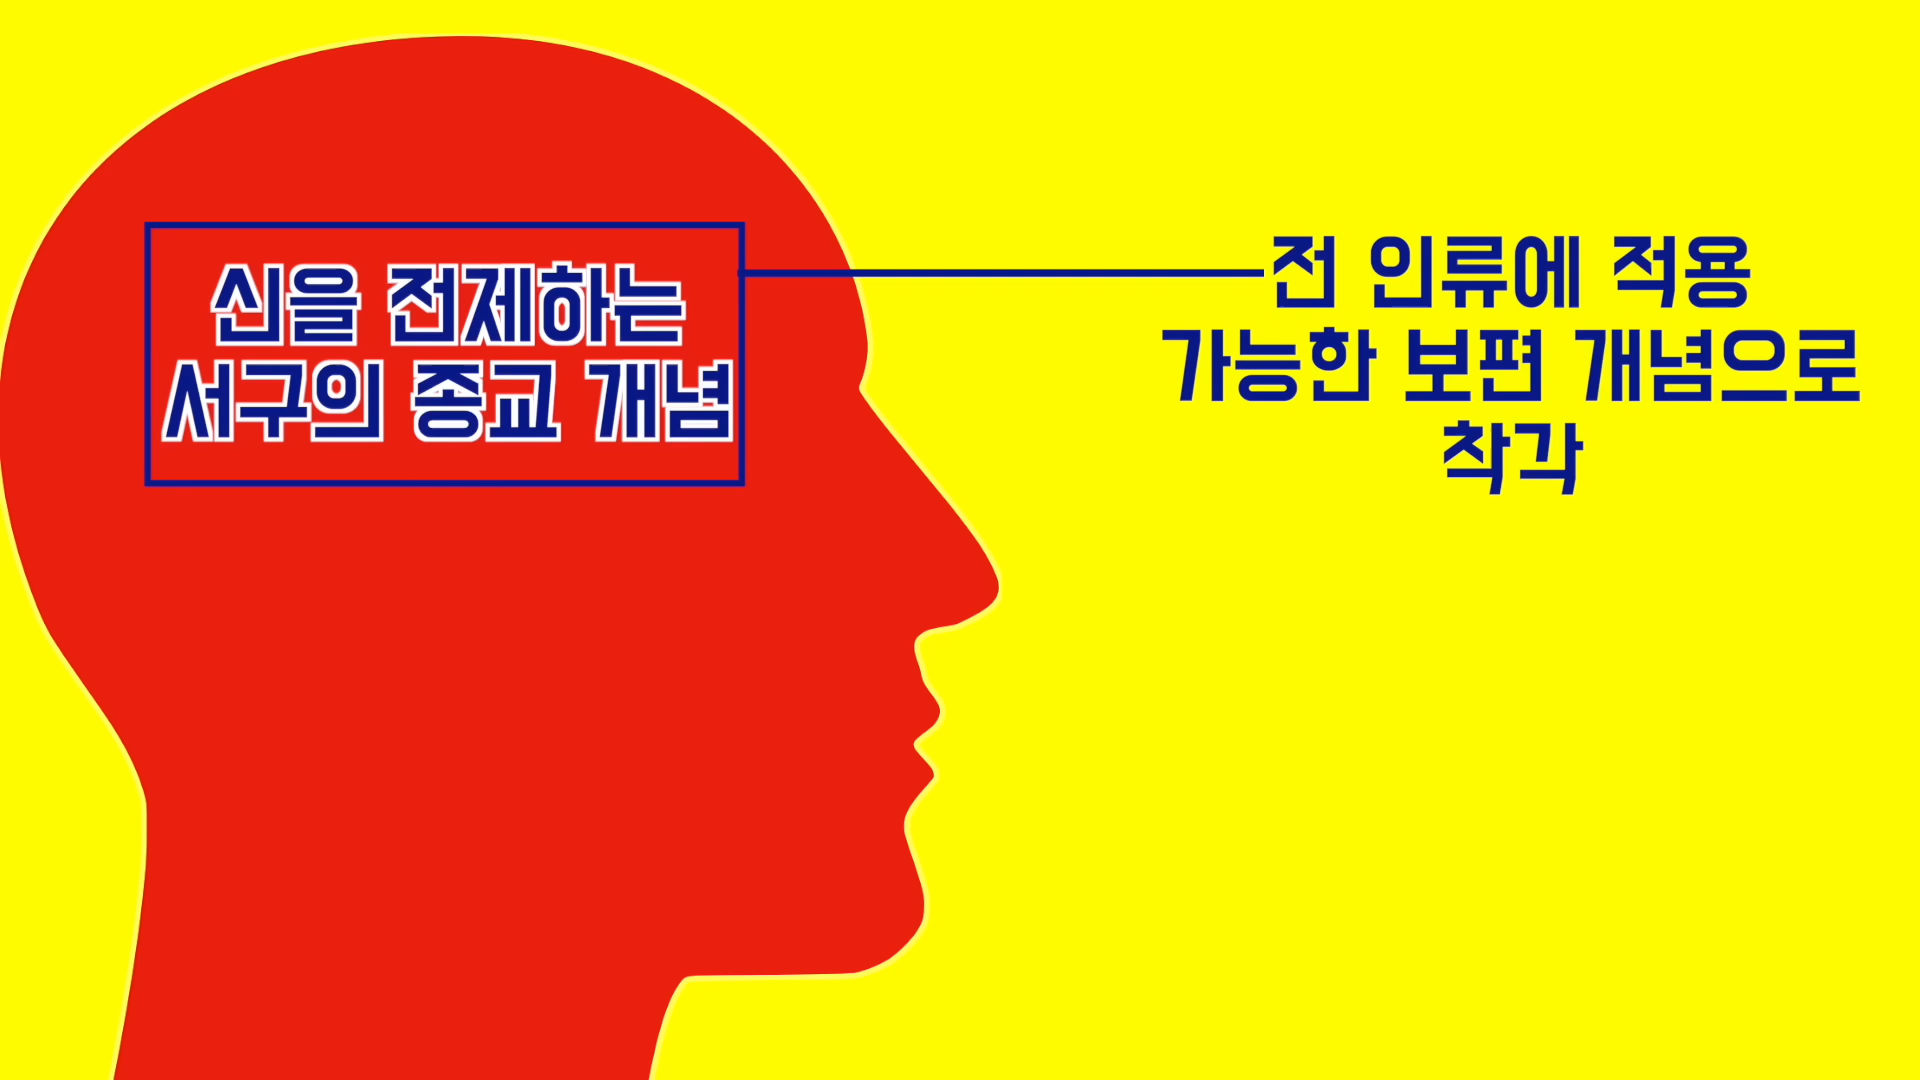 신을 전제하는
서구의 종교 개념
전 인류에 적용
가능한 보편 개념으로
착각